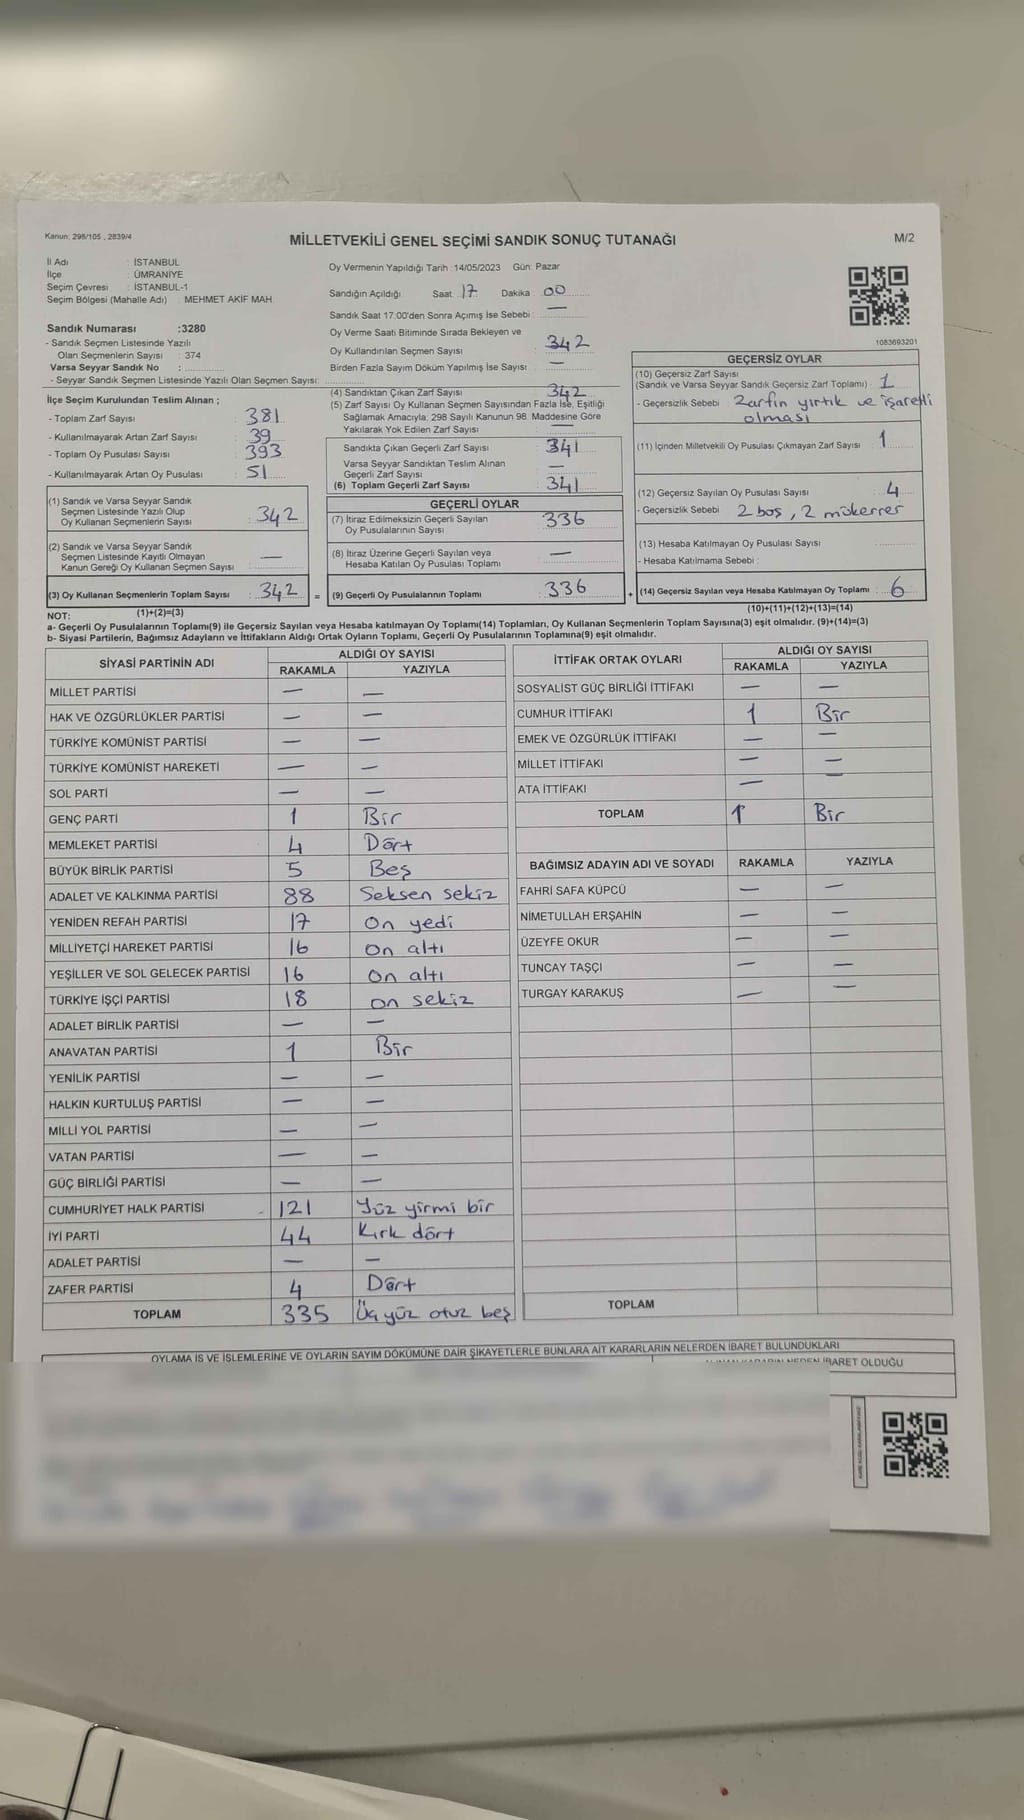 Kanun: 298/105 , 2839/4
MİLLETVEKİLİ GENEL SEÇİMİ SANDIK SONUÇ TUTANAĞI
M/2
İl Adı : İSTANBUL
İlçe : ÜMRANİYE
Seçim Çevresi : İSTANBUL-1
Seçim Bölgesi (Mahalle Adı) : MEHMET AKİF MAH.
Sandık Numarası :3280
- Sandık Seçmen Listesinde Yazılı
Olan Seçmenlerin Sayısı : 374
Varsa Seyyar Sandık No :
- Seyyar Sandık Seçmen Listesinde Yazılı Olan Seçmen Sayısı:
Oy Vermenin Yapıldığı Tarih :14/05/2023 Gün: Pazar
Sandığın Açıldığı Saat: 17 Dakika : 00
Sandık Saat 17:00'den Sonra Açımış İse Sebebi : —
Oy Verme Saati Bitiminde Sırada Bekleyen ve
Oy Kullandırılan Seçmen Sayısı : 342
Birden Fazla Sayım Döküm Yapılmış İse Sayısı : —
1083693201
İlçe Seçim Kurulundan Teslim Alınan ;
- Toplam Zarf Sayısı : 381
- Kullanılmayarak Artan Zarf Sayısı : 39
- Toplam Oy Pusulası Sayısı : 393
- Kullanılmayarak Artan Oy Pusulası : 51
(4) Sandıktan Çıkan Zarf Sayısı : 342
(5) Zarf Sayısı Oy Kullanan Seçmen Sayısından Fazla İse, Eşitliği
Sağlamak Amacıyla; 298 Sayılı Kanunun 98. Maddesine Göre
Yakılarak Yok Edilen Zarf Sayısı : —
Sandıkta Çıkan Geçerli Zarf Sayısı : 341
Varsa Seyyar Sandıktan Teslim Alınan
Geçerli Zarf Sayısı : —
(6) Toplam Geçerli Zarf Sayısı : 341
GEÇERSİZ OYLAR
(10) Geçersiz Zarf Sayısı
(Sandık ve Varsa Seyyar Sandık Geçersiz Zarf Toplamı) : 1
- Geçersizlik Sebebi : Zarfın yırtık ve işaretli
olması
(11) İçinden Milletvekili Oy Pusulası Çıkmayan Zarf Sayısı : 1
(12) Geçersiz Sayılan Oy Pusulası Sayısı : 4
- Geçersizlik Sebebi : 2 boş , 2 mükerrer
(13) Hesaba Katılmayan Oy Pusulası Sayısı :
- Hesaba Katılmama Sebebi :
(14) Geçersiz Sayılan veya Hesaba Katılmayan Oy Toplamı : 6
(10)+(11)+(12)+(13)=(14)
(1) Sandık ve Varsa Seyyar Sandık
Seçmen Listesinde Yazılı Olup
Oy Kullanan Seçmenlerin Sayısı : 342
(2) Sandık ve Varsa Seyyar Sandık
Seçmen Listesinde Kayıtlı Olmayan
Kanun Gereği Oy Kullanan Seçmen Sayısı : —
(3) Oy Kullanan Seçmenlerin Toplam Sayısı : 342 =
(1)+(2)=(3)
GEÇERLİ OYLAR
(7) İtiraz Edilmeksizin Geçerli Sayılan
Oy Pusulalarının Sayısı : 336
(8) İtiraz Üzerine Geçerli Sayılan veya
Hesaba Katılan Oy Pusulası Toplamı : —
(9) Geçerli Oy Pusulalarının Toplamı : 336 +
NOT:
a- Geçerli Oy Pusulalarının Toplamı(9) ile Geçersiz Sayılan veya Hesaba katılmayan Oy Toplamı(14) Toplamları, Oy Kullanan Seçmenlerin Toplam Sayısına(3) eşit olmalıdır. (9)+(14)=(3)
b- Siyasi Partilerin, Bağımsız Adayların ve İttifakların Aldığı Ortak Oyların Toplamı, Geçerli Oy Pusulalarının Toplamına(9) eşit olmalıdır.
SİYASİ PARTİNİN ADI ALDIĞI OY SAYISI
RAKAMLA YAZIYLA
MİLLET PARTİSİ — —
HAK VE ÖZGÜRLÜKLER PARTİSİ — —
TÜRKİYE KOMÜNİST PARTİSİ — —
TÜRKİYE KOMÜNİST HAREKETİ — —
SOL PARTİ — —
GENÇ PARTİ 1 Bir
MEMLEKET PARTİSİ 4 Dört
BÜYÜK BİRLİK PARTİSİ 5 Beş
ADALET VE KALKINMA PARTİSİ 88 Seksen sekiz
YENİDEN REFAH PARTİSİ 17 On yedi
MİLLİYETÇİ HAREKET PARTİSİ 16 On altı
YEŞİLLER VE SOL GELECEK PARTİSİ 16 On altı
TÜRKİYE İŞÇİ PARTİSİ 18 on sekiz
ADALET BİRLİK PARTİSİ — —
ANAVATAN PARTİSİ 1 Bir
YENİLİK PARTİSİ — —
HALKIN KURTULUŞ PARTİSİ — —
MİLLİ YOL PARTİSİ — —
VATAN PARTİSİ — —
GÜÇ BİRLİĞİ PARTİSİ — —
CUMHURİYET HALK PARTİSİ 121 Yüz yirmi bir
İYİ PARTİ 44 Kırk dört
ADALET PARTİSİ — —
ZAFER PARTİSİ 4 Dört
TOPLAM 335 Üç yüz otuz beş
İTTİFAK ORTAK OYLARI ALDIĞI OY SAYISI
RAKAMLA YAZIYLA
SOSYALİST GÜÇ BİRLİĞİ İTTİFAKI — —
CUMHUR İTTİFAKI 1 Bir
EMEK VE ÖZGÜRLÜK İTTİFAKI — —
MİLLET İTTİFAKI — —
ATA İTTİFAKI — —
TOPLAM 1 Bir
BAĞIMSIZ ADAYIN ADI VE SOYADI RAKAMLA YAZIYLA
FAHRİ SAFA KÜPCÜ — —
NİMETULLAH ERŞAHİN — —
ÜZEYFE OKUR — —
TUNCAY TAŞÇI — —
TURGAY KARAKUŞ — —
TOPLAM
OYLAMA İŞ VE İŞLEMLERİNE VE OYLARIN SAYIM DÖKÜMÜNE DAİR ŞİKAYETLERLE BUNLARA AİT KARARLARIN NELERDEN İBARET BULUNDUKLARI
İBARET OLDUĞU